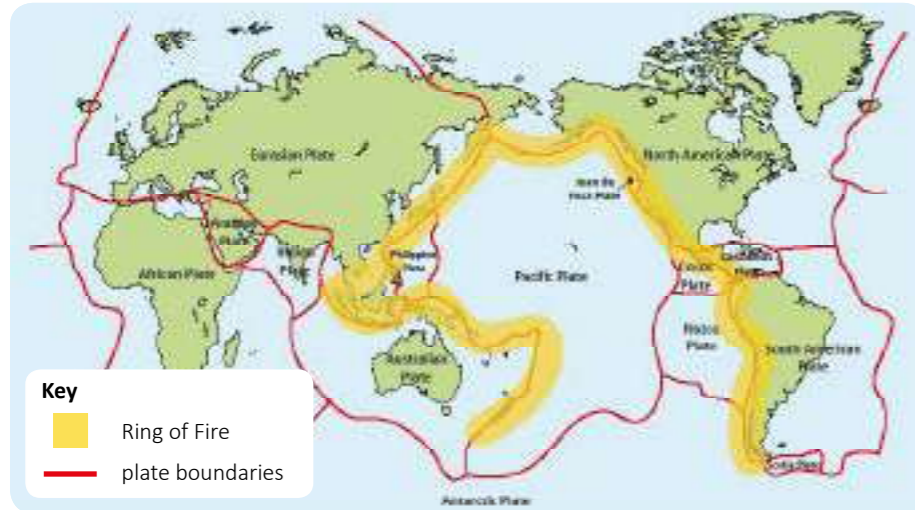 Eurasian Plate
North American Plate
Juan de
Fuca Plate
Arabian
Plate
Indian
Plate
Philippine
Plate
African Plate
Pacific Plate
Cocos
Plate
Caribbean
Plate
Nazca
Plate
South American
Plate
Australian
Plate
Scotia Plate
Antarctic Plate
Key
Ring of Fire
plate boundaries